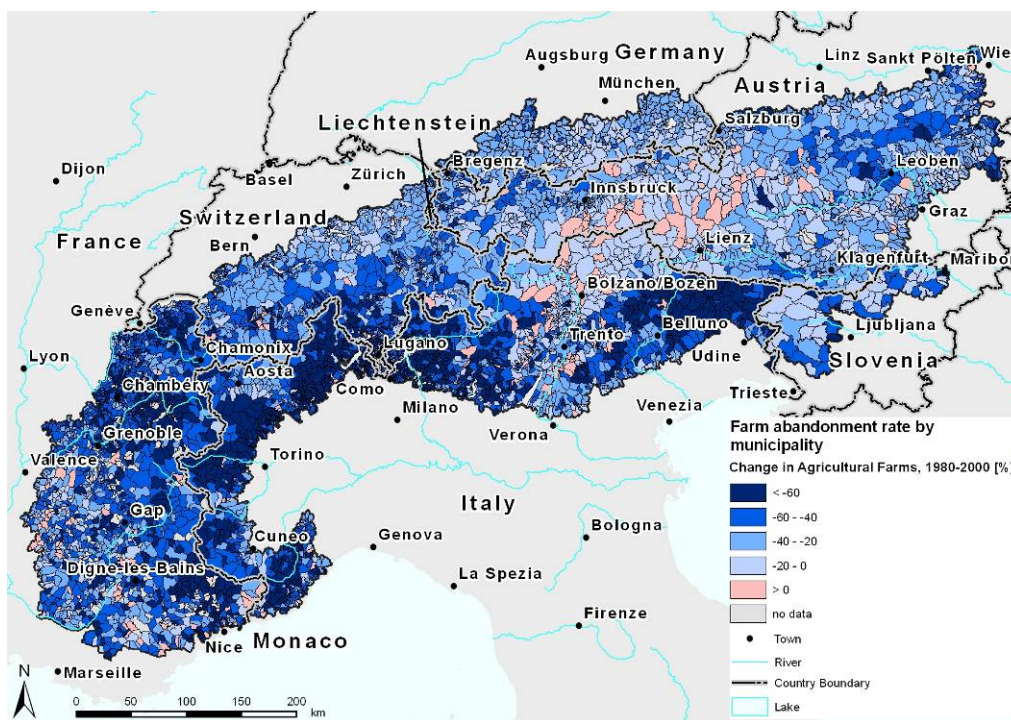 Augsburg
Germany
Linz
Sankt Pölten
Wie
München
Austria
Liechtenstein
Salzburg
Dijon
Basel
Zürich
Bregenz
Leoben
Innsbruck
Switzerland
Graz
France
Bern
Lienz
Klagenfurt
Maribor
Bolzano/Bozen
Genève
Lugano
Trento
Belluno
Ljubljana
Chamonix
Udine
Slovenia
Lyon
Aosta
Como
Chambéry
Milano
Trieste
Venezia
Verona
Grenoble
Valence
Torino
Gap
Italy
Bologna
Cuneo
Genova
Digne-les-Bains
La Spezia
Firenze
Monaco
Nice
Marseille
N
0 50 100 150 200
km
Farm abandonment rate by
municipality
Change in Agricultural Farms, 1980-2000 [%]
< -60
-60 - -40
-40 - -20
-20 - 0
> 0
no data
Town
River
Country Boundary
Lake